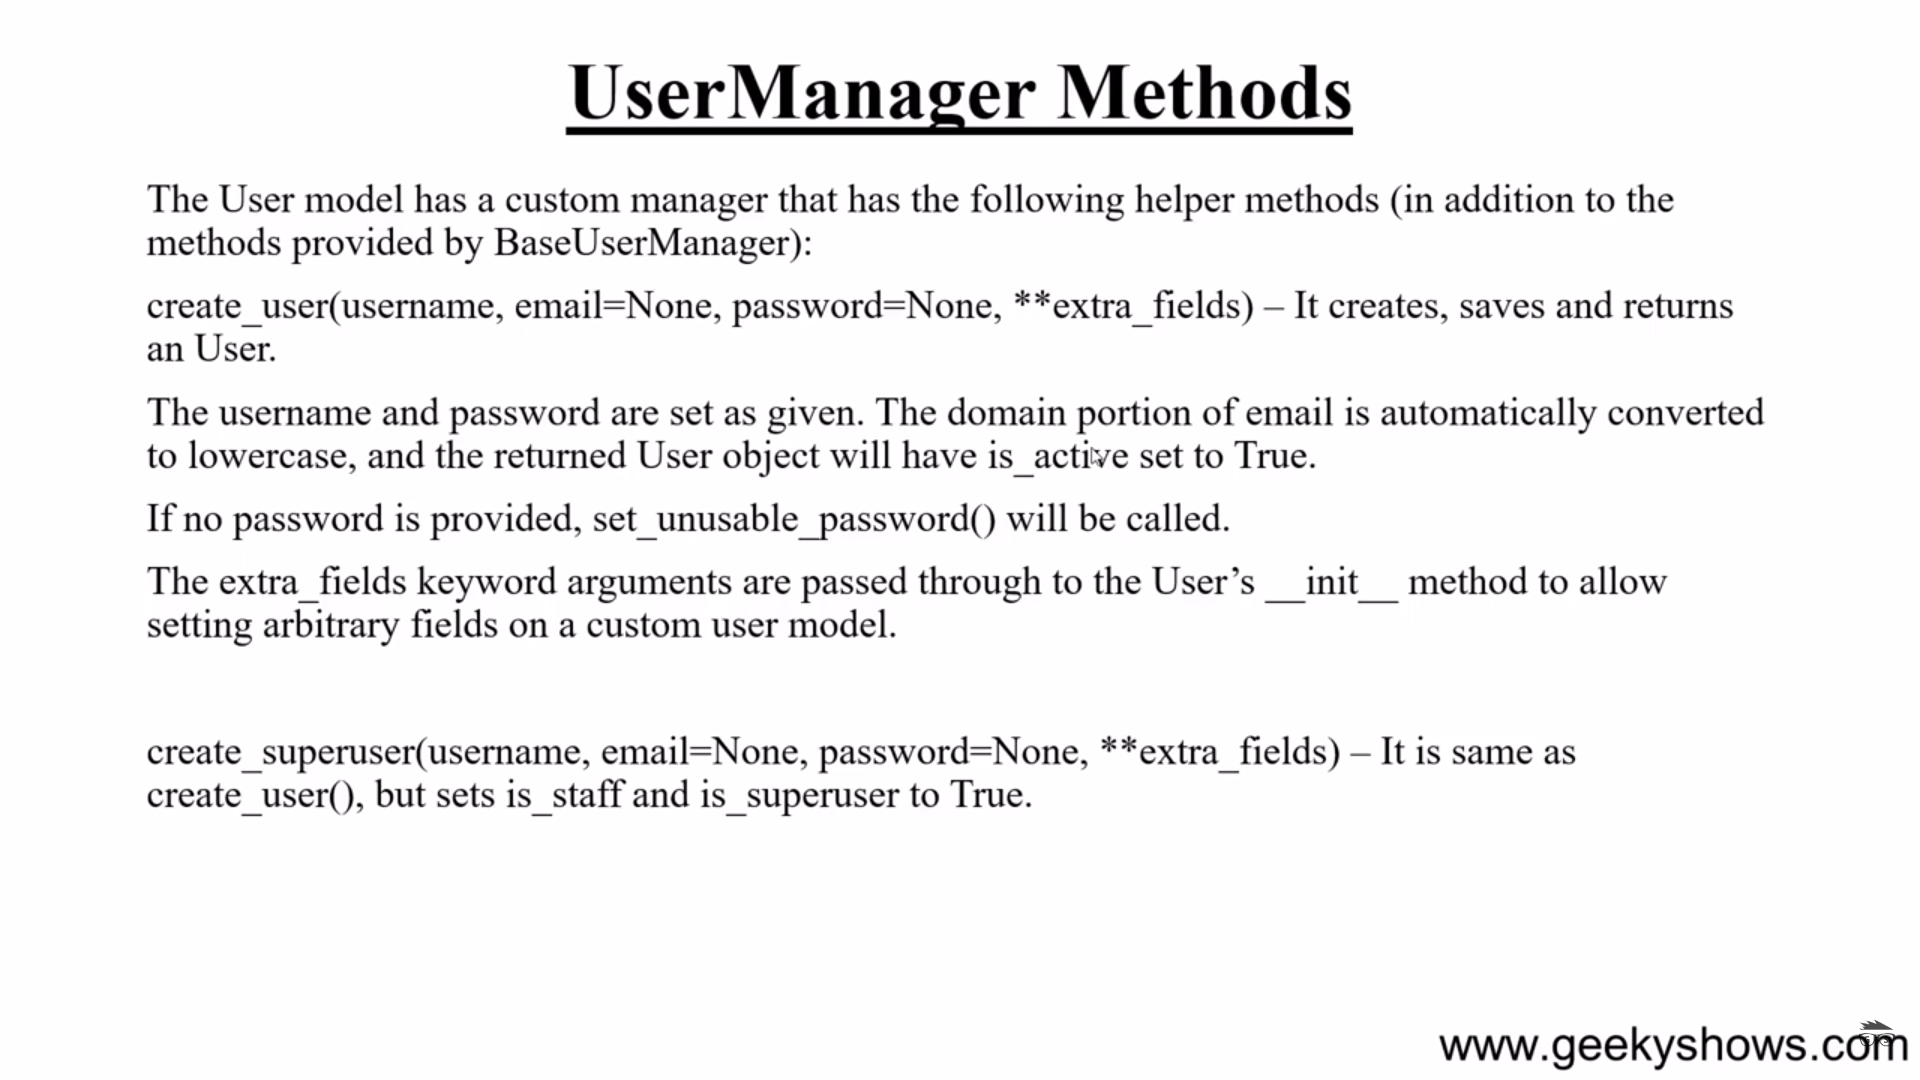 UserManager Methods
The User model has a custom manager that has the following helper methods (in addition to the
methods provided by BaseUserManager):
create_user(username, email=None, password=None, **extra_fields) – It creates, saves and returns
an User.
The username and password are set as given. The domain portion of email is automatically converted
to lowercase, and the returned User object will have is_active set to True.
If no password is provided, set_unusable_password() will be called.
The extra_fields keyword arguments are passed through to the User’s __init__ method to allow
setting arbitrary fields on a custom user model.
create_superuser(username, email=None, password=None, **extra_fields) – It is same as
create_user(), but sets is_staff and is_superuser to True.
www.geekyshows.com